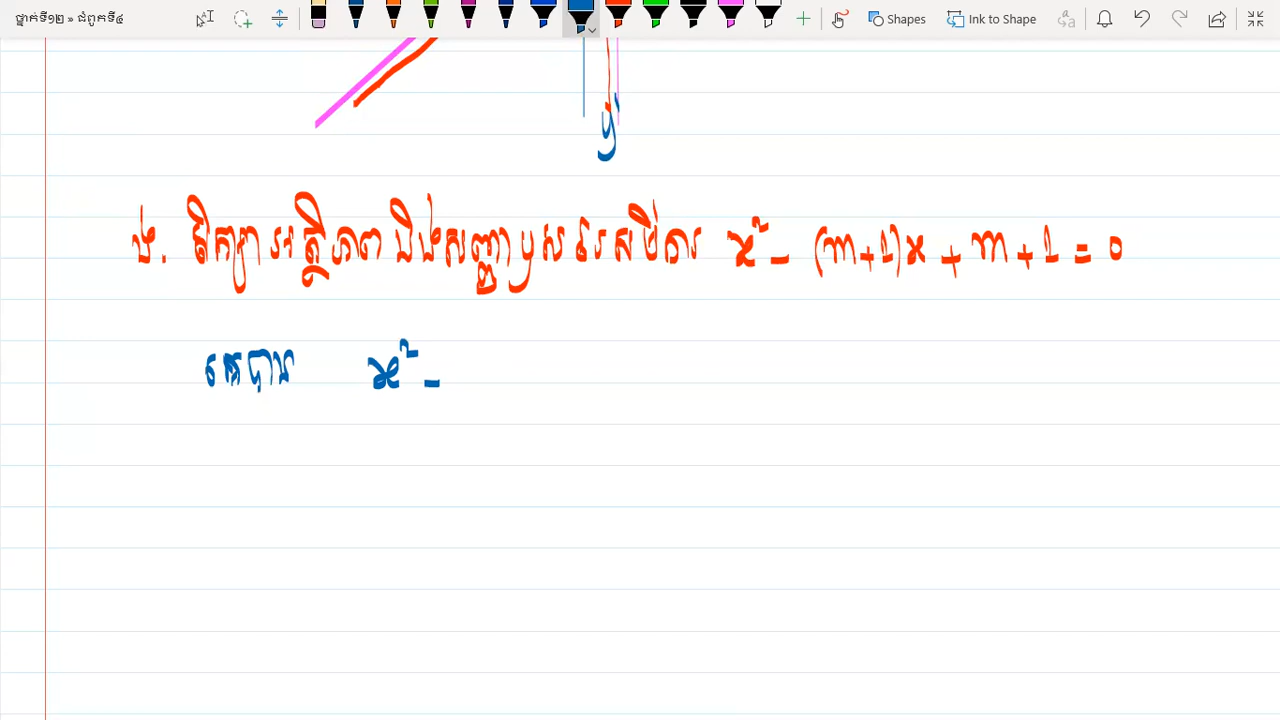 ថ្នាក់ទី១២ » ជំពូកទី៤
Shapes
Ink to Shape
y'
ង. សិក្សាអត្ថិភាពនិងសញ្ញាឫសនៃសមីការ x² - (m+1)x + m + 1 = 0
គេបាន x² -